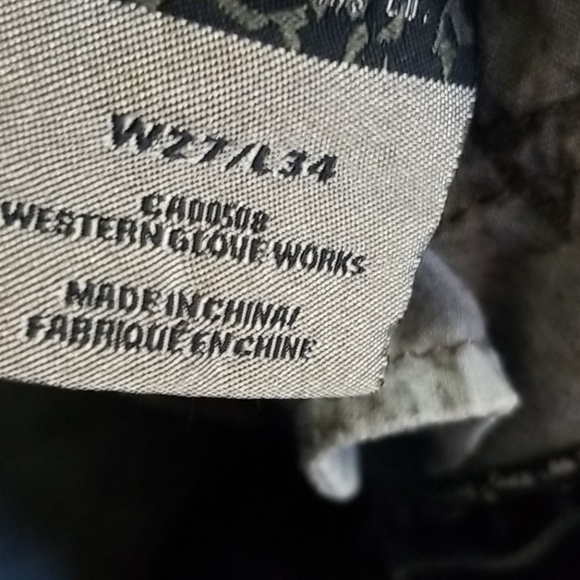 W27/L34
CA00508
WESTERN GLOVE WORKS
MADE IN CHINA/
FABRIQUÉ EN CHINE